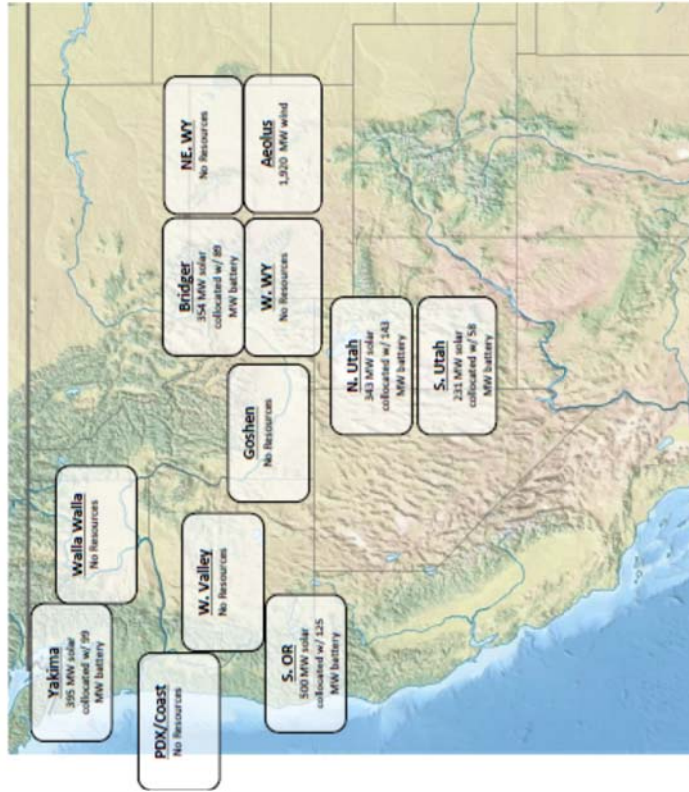 Yakima
395 MW solar
collocated w/ 99
MW battery
Walla Walla
No Resources
PDX/Coast
No Resources
W. Valley
No Resources
S. OR
500 MW solar
collocated w/ 125
MW battery
Goshen
No Resources
Bridger
354 MW solar
collocated w/ 89
MW battery
NE. WY
No Resources
W. WY
No Resources
Aeolus
1,920 MW wind
N. Utah
343 MW solar
collocated w/ 143
MW battery
S. Utah
231 MW solar
collocated w/ 58
MW battery